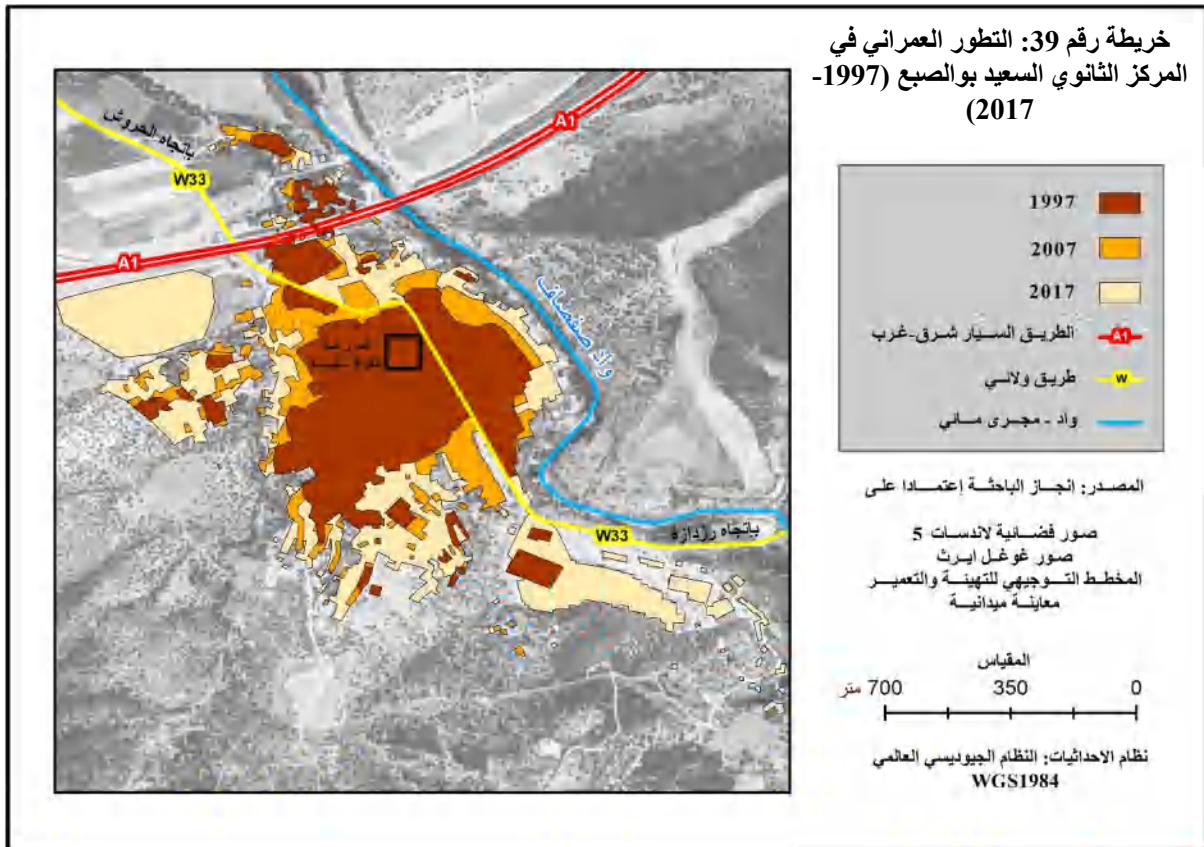 خريطة رقم 39: التطور العمراني في
المركز الثانوي السعيد بوالصبع (1997-
2017)
1997
2007
2017
A1 الطريق السيار شرق-غرب
W طريق ولائي
واد - مجرى مائي
المصدر: إنجاز الباحثة إعتمادا على
صور فضائية لاندسات 5
صور غوغل ايرث
المخطط التوجيهي للتهيئة والتعمير
معاينة ميدانية
المقياس
0 350 700 متر
نظام الاحداثيات: النظام الجيوديسي العالمي
WGS1984
باتجاه الحروش
W33
A1
A1
واد صفصاف
W33
باتجاه رزدازة